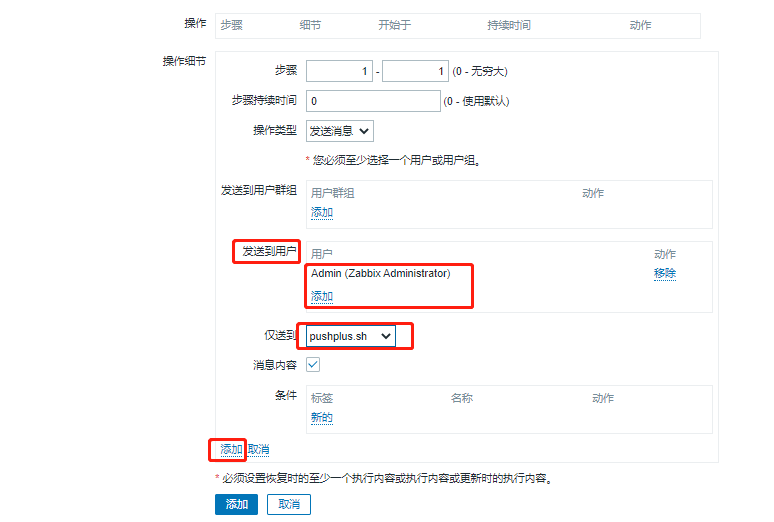 操作 步骤 细节 开始于 持续时间 动作
操作细节
步骤 1 - 1 (0 - 无穷大)
步骤持续时间 0 (0 - 使用默认)
操作类型 发送消息
* 您必须至少选择一个用户或用户组。
发送到用户群组 用户群组 动作
添加
发送到用户 用户 动作
Admin (Zabbix Administrator) 移除
添加
仅送到 pushplus.sh
消息内容
条件 标签 名称 动作
新的
添加 取消
* 必须设置恢复时的至少一个执行内容或执行内容或更新时的执行内容。
添加 取消